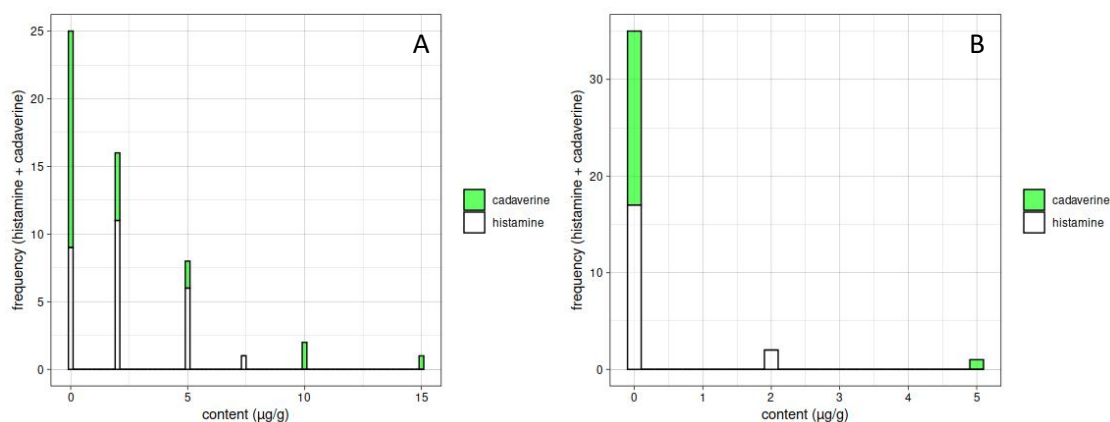 A
25
20
15
10
5
0
frequency (histamine + cadaverine)
0
5
10
15
content (µg/g)
cadaverine
histamine
B
30
20
10
0
frequency (histamine + cadaverine)
0
1
2
3
4
5
content (µg/g)
cadaverine
histamine